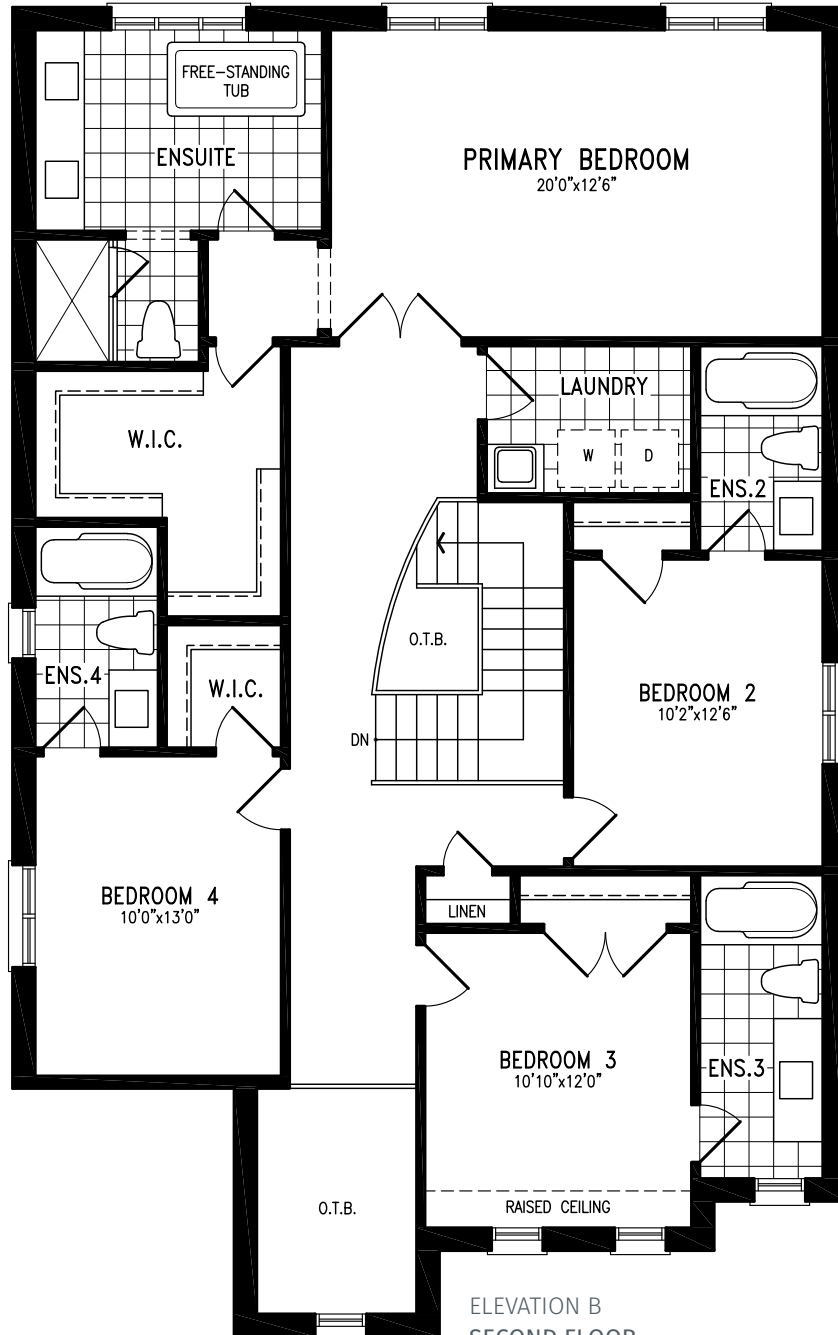 FREE-STANDING
TUB
ENSUITE
PRIMARY BEDROOM
20'0"x12'6"
LAUNDRY
W.I.C.
W
D
ENS.2
O.T.B.
ENS.4
W.I.C.
BEDROOM 2
10'2"x12'6"
DN
BEDROOM 4
10'0"x13'0"
LINEN
BEDROOM 3
10'10"x12'0"
ENS.3
O.T.B.
RAISED CEILING
ELEVATION B
SECOND FLOOR